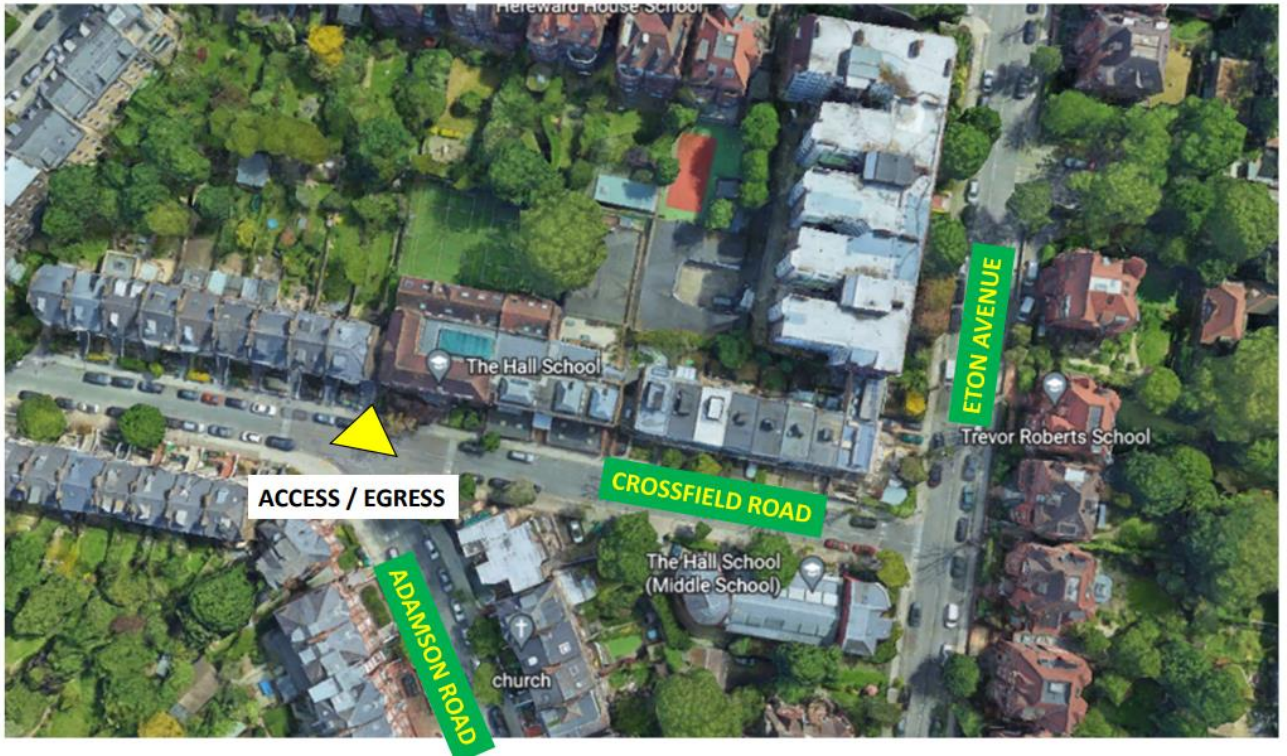 Hereward House School
The Hall School
ETON AVENUE
Trevor Roberts School
ACCESS / EGRESS
CROSSFIELD ROAD
The Hall School
(Middle School)
ADAMSON ROAD
church